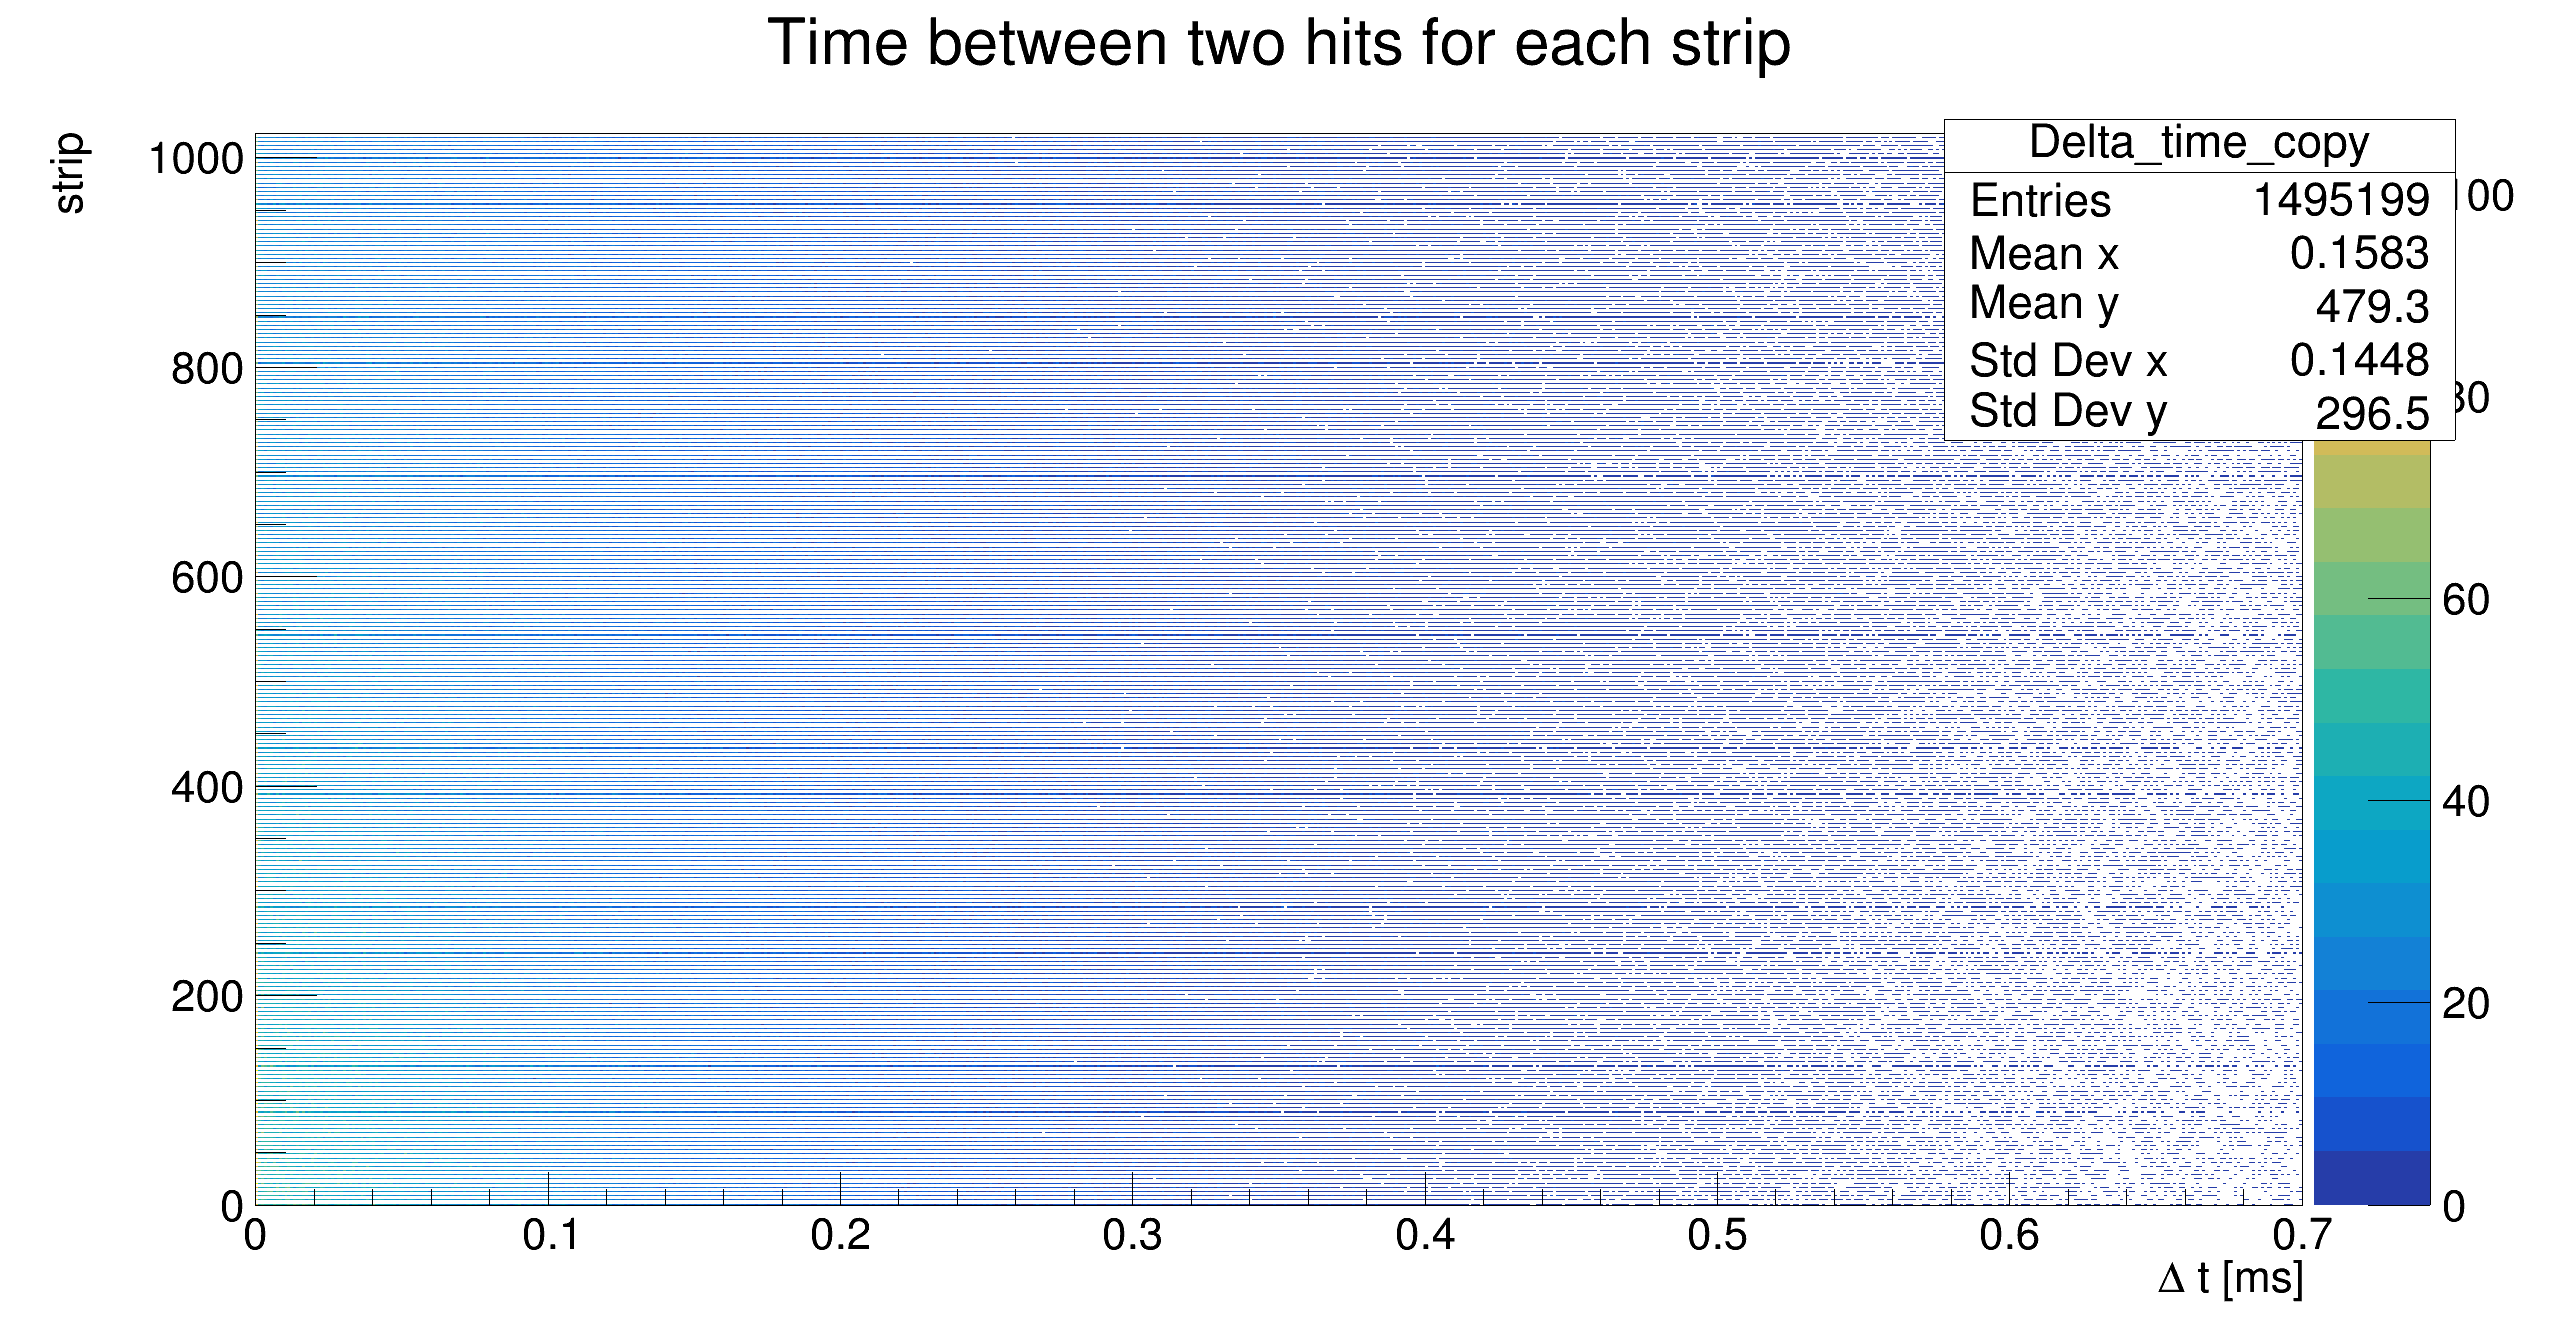 Time between two hits for each strip
strip
1000
800
600
400
200
0
0 0.1 0.2 0.3 0.4 0.5 0.6 0.7
Δ t [ms]
Delta_time_copy
Entries 1495199
Mean x 0.1583
Mean y 479.3
Std Dev x 0.1448
Std Dev y 296.5
100
80
60
40
20
0